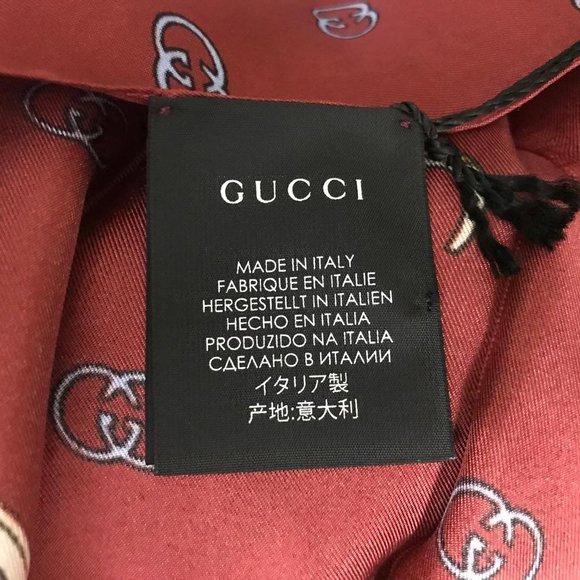 GUCCI
MADE IN ITALY
FABRIQUE EN ITALIE
HERGESTELLT IN ITALIEN
HECHO EN ITALIA
PRODUZIDO NA ITALIA
СДЕЛАНО В ИТАЛИИ
イタリア製
产地:意大利